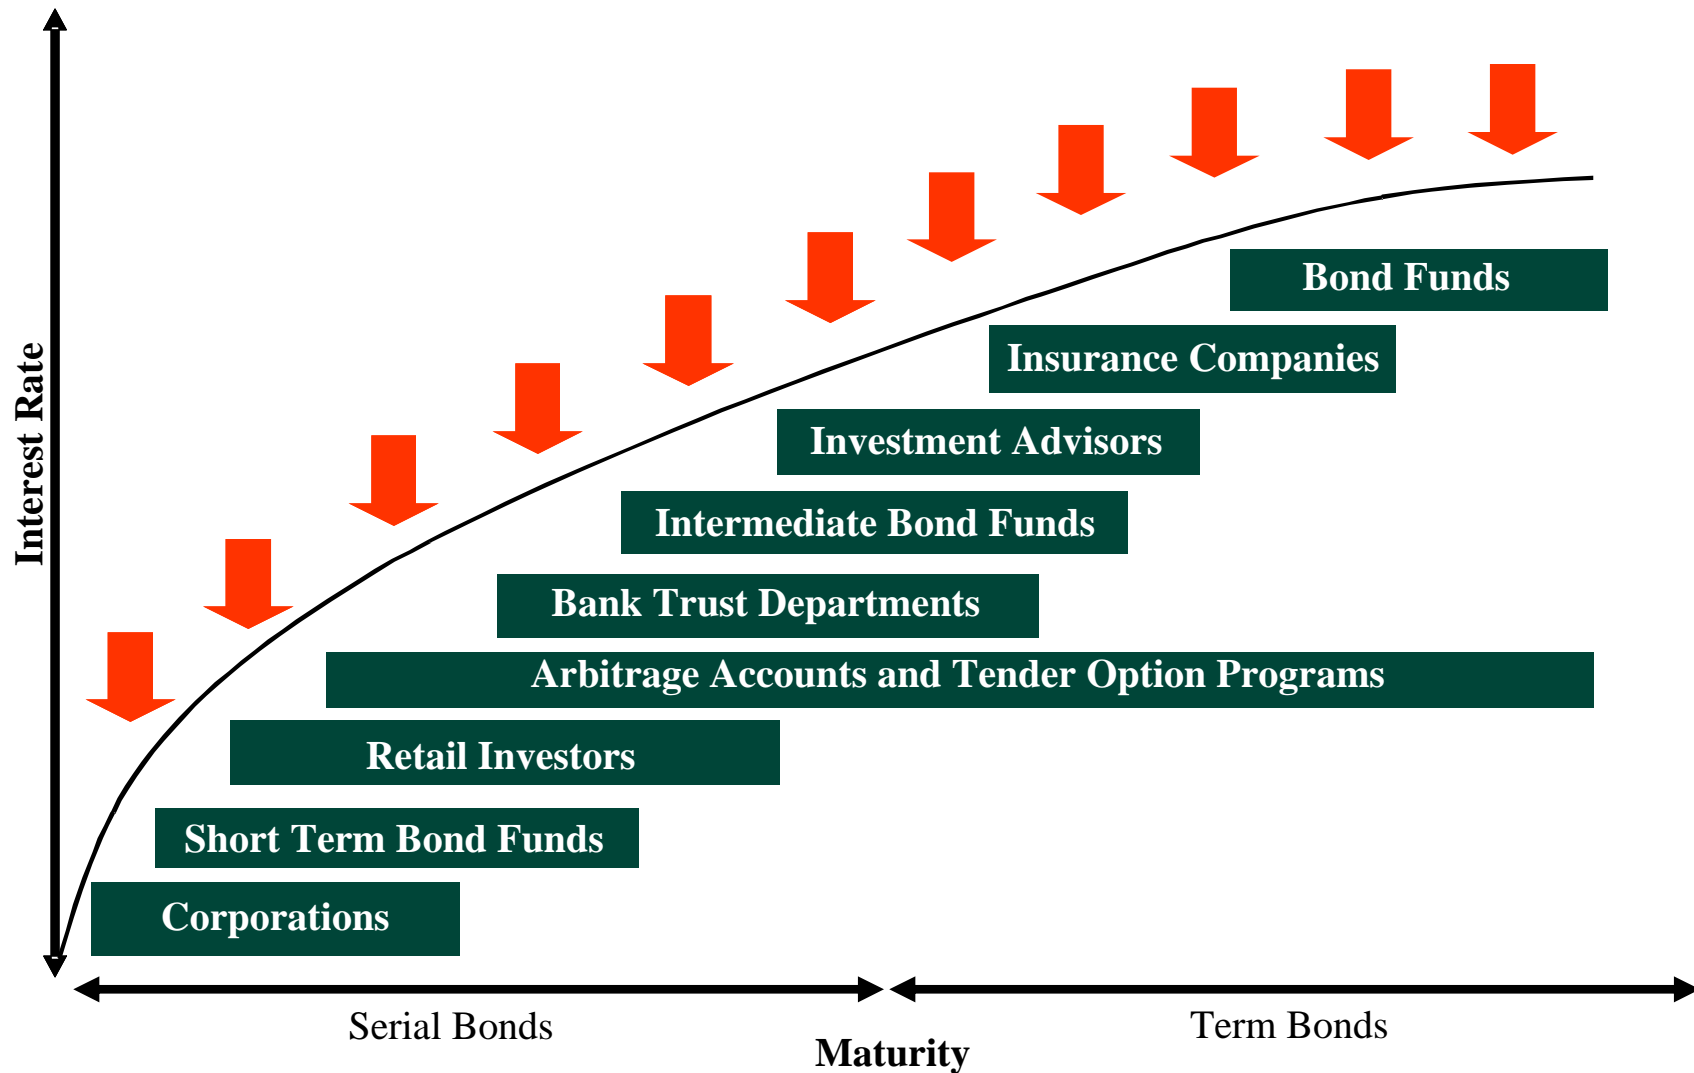 Interest Rate
Bond Funds
Insurance Companies
Investment Advisors
Intermediate Bond Funds
Bank Trust Departments
Arbitrage Accounts and Tender Option Programs
Retail Investors
Short Term Bond Funds
Corporations
Serial Bonds
Term Bonds
Maturity